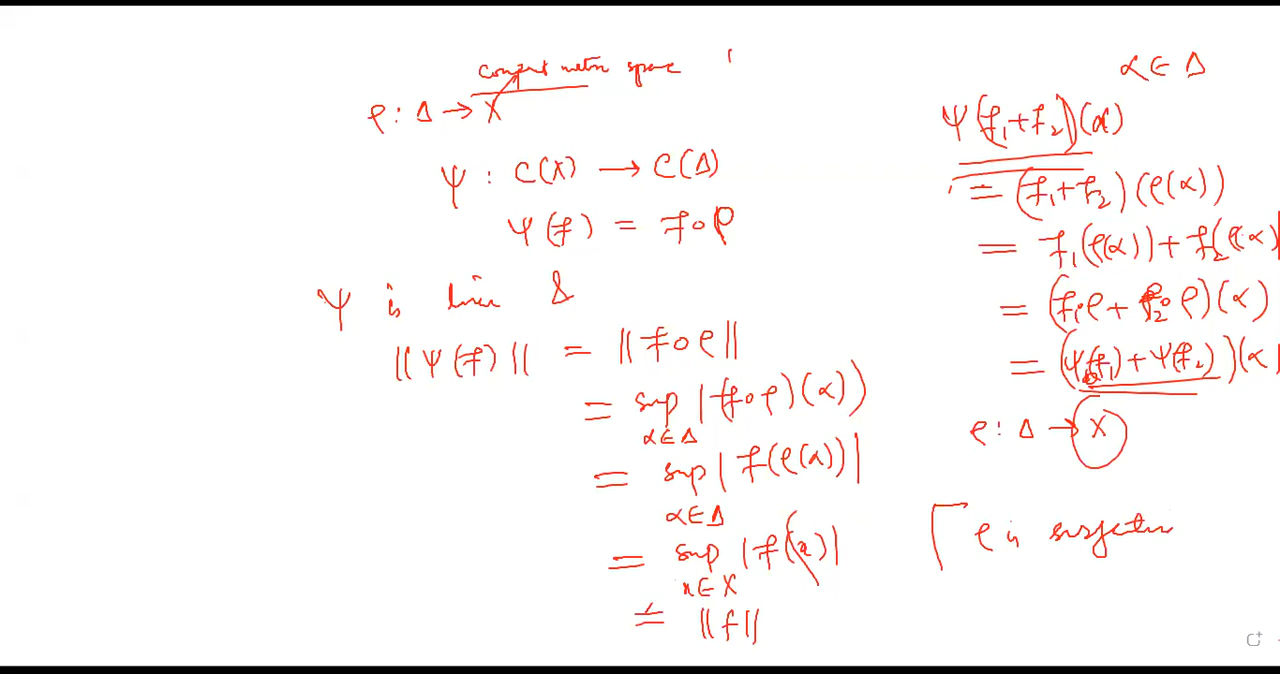 compact metric space
ρ : Δ → X
ψ : C(X) → C(Δ)
ψ(f) = f∘ρ
ψ is linear &
||ψ(f)|| = ||f∘ρ||
= sup |(f∘ρ)(α)|
α∈Δ
= sup |f(ρ(α))|
α∈Δ
= sup |f(x)|
x∈X
= ||f||
α ∈ Δ
ψ(f₁+f₂)(α)
= (f₁+f₂)(ρ(α))
= f₁(ρ(α)) + f₂(ρ(α)
= (f₁∘ρ + f₂∘ρ)(α)
= (ψ(f₁) + ψ(f₂))(α
ρ : Δ → X
ρ is surjective